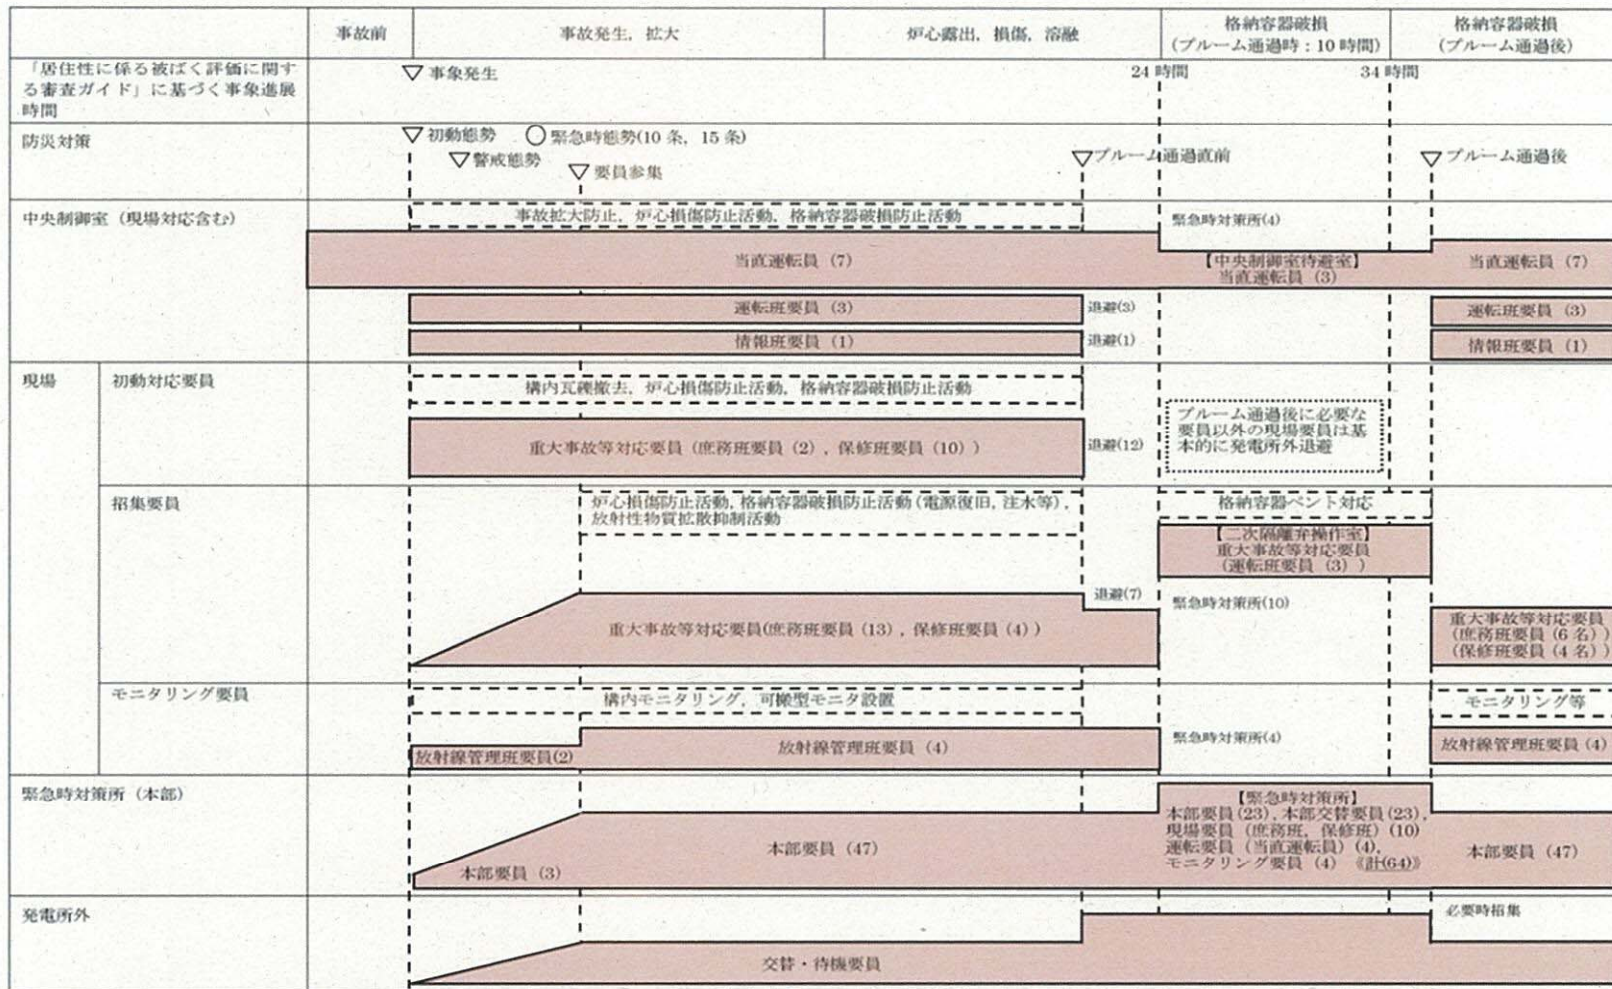 事故前
事故発生，拡大
炉心露出，損傷，溶融
格納容器破損
(プルーム通過時：10 時間)
格納容器破損
(プルーム通過後)
「居住性に係る被ばく評価に関す
る審査ガイド」に基づく事象進展
時間
▽ 事象発生
24 時間
34 時間
防災対策
▽ 初動態勢
○ 緊急時態勢(10 条，15 条)
▽ 警戒態勢
▽ 要員参集
▽プルーム通過直前
▽ プルーム通過後
中央制御室（現場対応含む）
事故拡大防止，炉心損傷防止活動，格納容器破損防止活動
緊急時対策所(4)
当直運転員（7）
【中央制御室待避室】
当直運転員（3）
当直運転員（7）
運転班要員（3）
退避(3)
運転班要員（3）
情報班要員（1）
退避(1)
情報班要員（1）
現場
初動対応要員
構内瓦礫撤去，炉心損傷防止活動，格納容器破損防止活動
重大事故等対応要員（庶務班要員（2），保修班要員（10））
退避(12)
プルーム通過後に必要な
要員以外の現場要員は基
本的に発電所外退避
招集要員
炉心損傷防止活動，格納容器破損防止活動（電源復旧，注水等），
放射性物質拡散抑制活動
格納容器ベント対応
【二次隔離弁操作室】
重大事故等対応要員
（運転班要員（3））
退避(7)
緊急時対策所(10)
重大事故等対応要員(庶務班要員（13），保修班要員（4））
重大事故等対応要員
（庶務班要員（6 名））
（保修班要員（4 名））
モニタリング要員
構内モニタリング，可搬型モニタ設置
モニタリング等
放射線管理班要員(2)
放射線管理班要員（4）
緊急時対策所(4)
放射線管理班要員（4）
緊急時対策所（本部）
本部要員（3）
本部要員（47）
【緊急時対策所】
本部要員(23)，本部交替要員(23)，
現場要員（庶務班，保修班）(10)
運転要員（当直運転員）(4)，
モニタリング要員（4）《計(64)》
本部要員（47）
発電所外
必要時招集
交替・待機要員